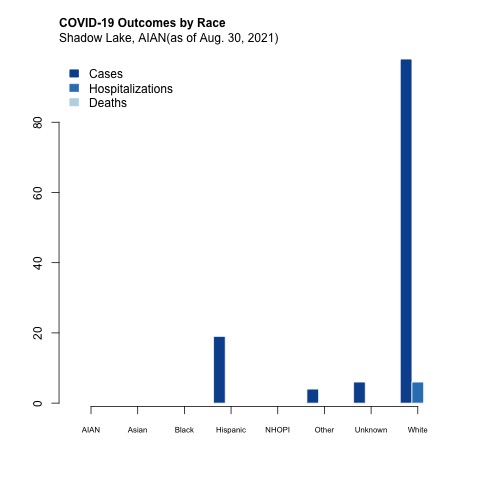 COVID-19 Outcomes by Race
Shadow Lake, AIAN(as of Aug. 30, 2021)
Cases
Hospitalizations
Deaths
80
60
40
20
0
AIAN Asian Black Hispanic NHOPI Other Unknown White